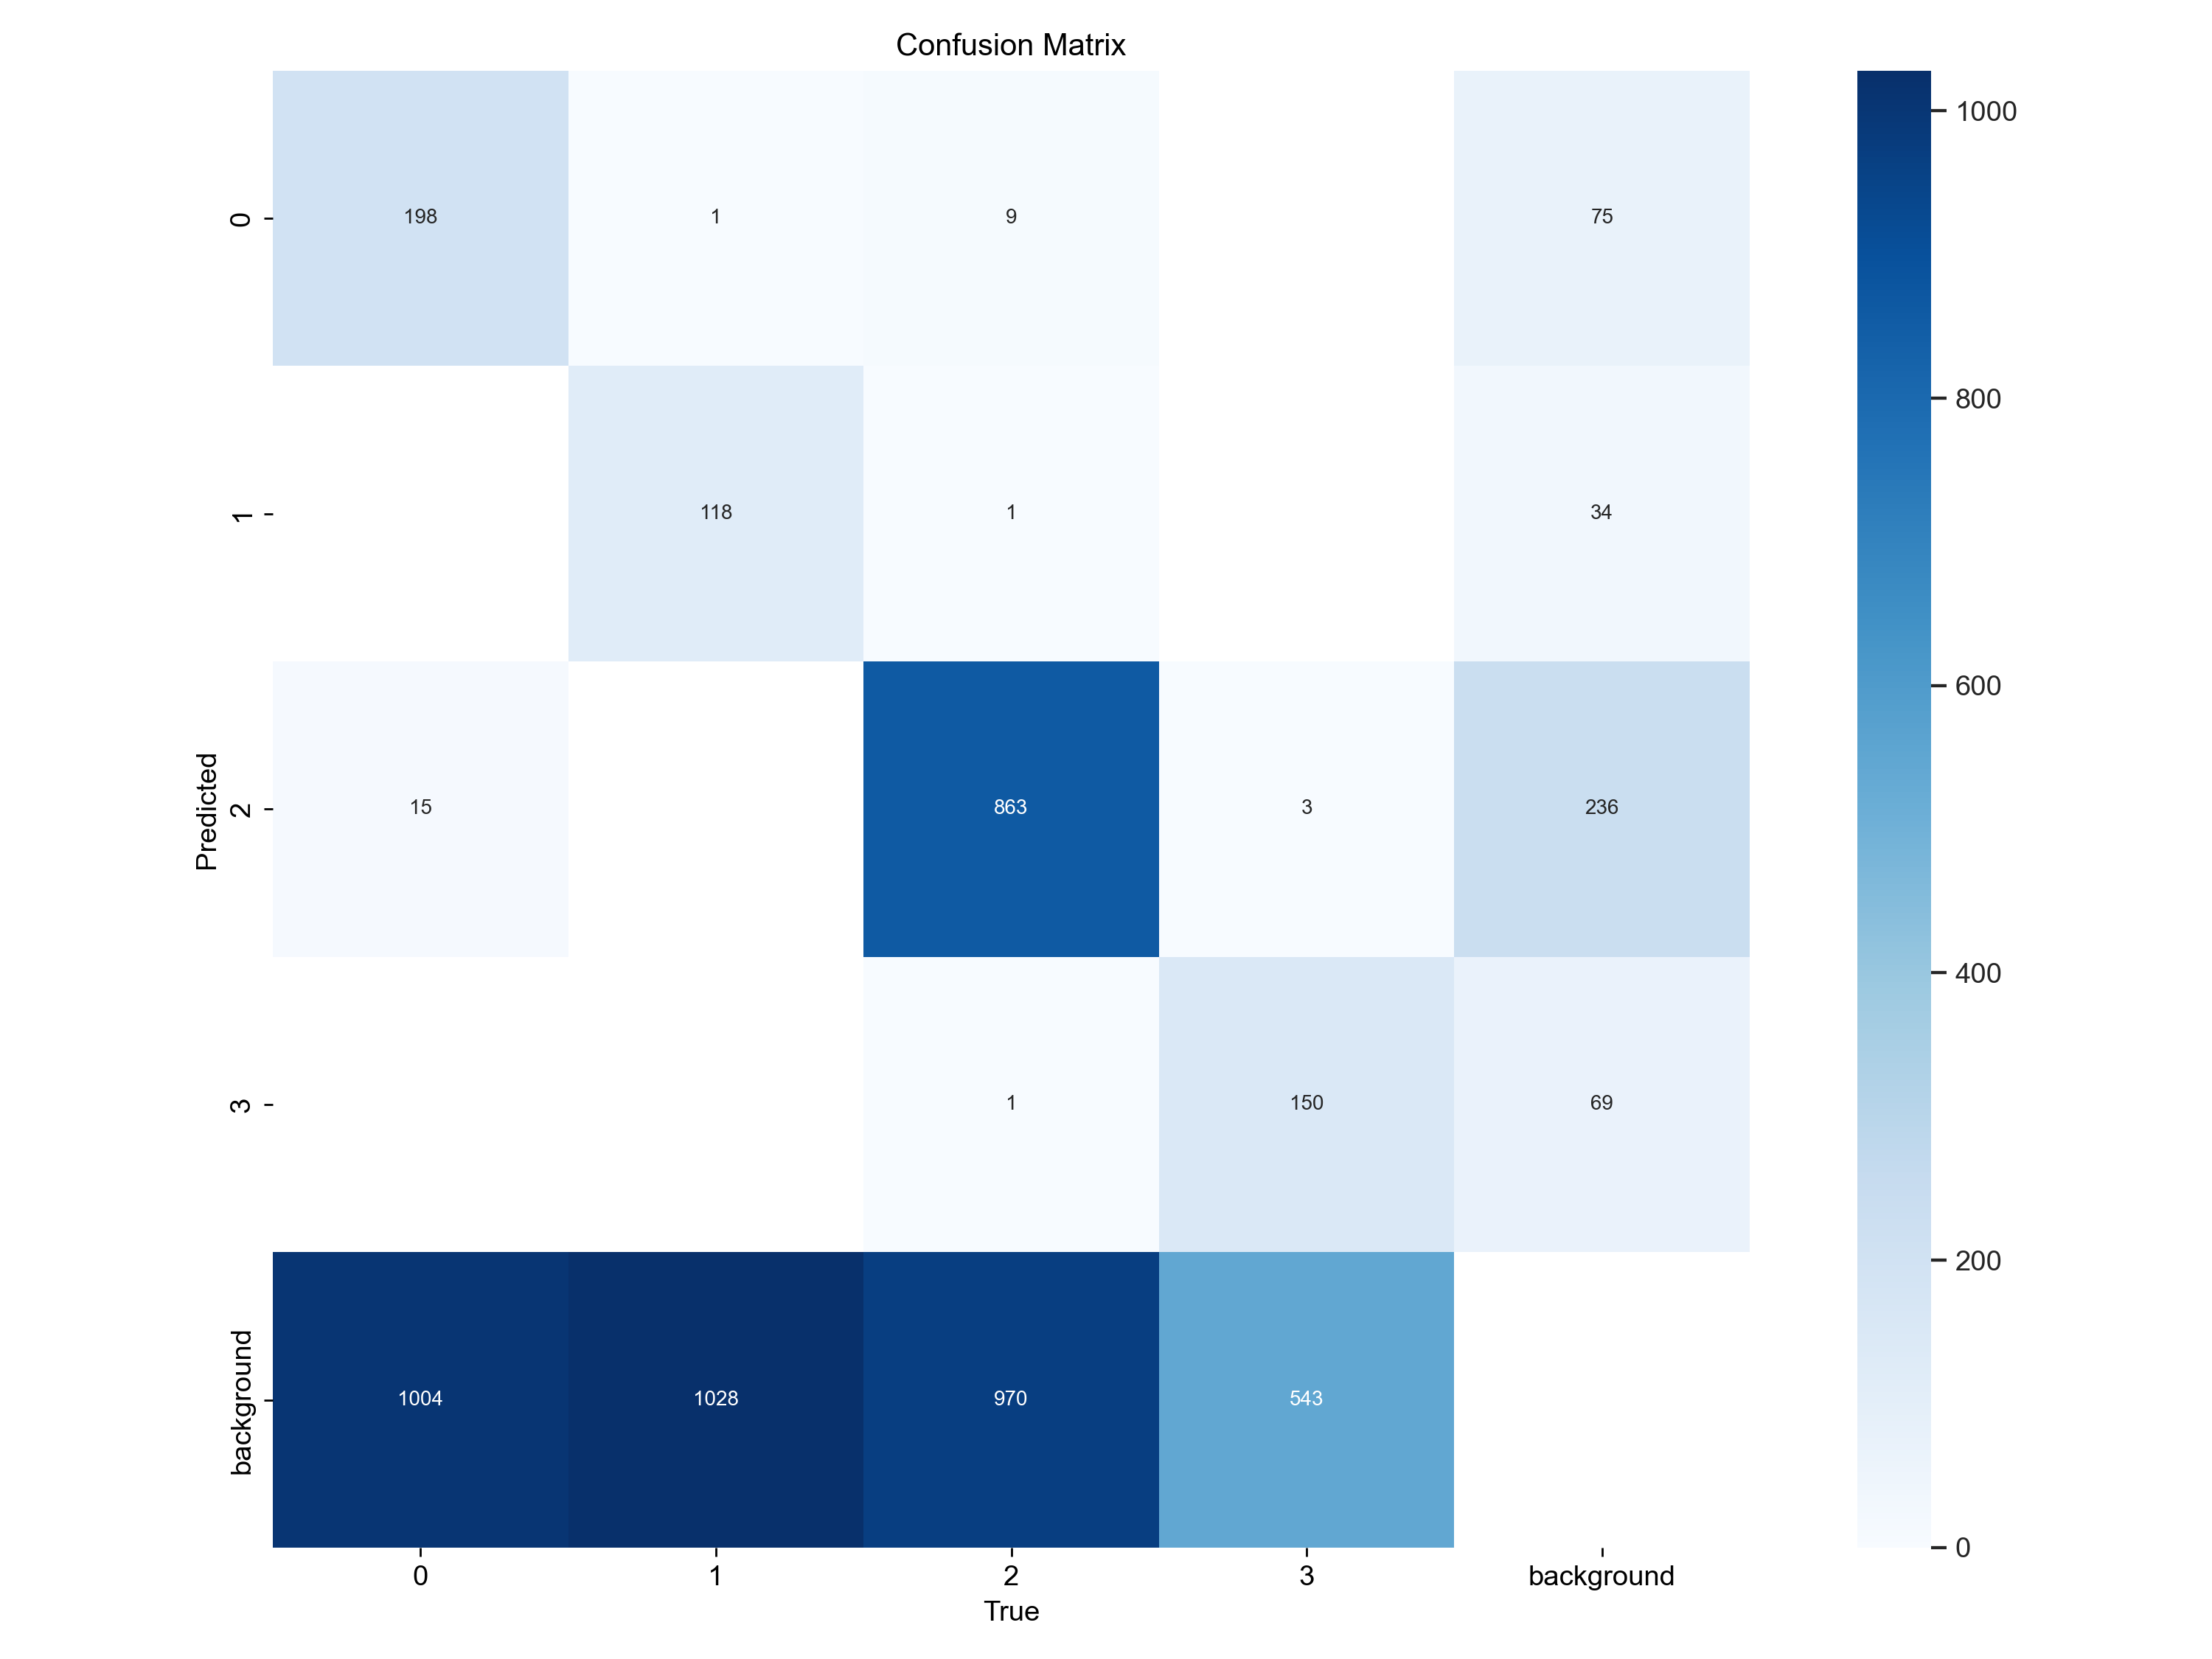 Confusion Matrix
0 198 1 9 75
1 118 1 34
2 15 863 3 236
3 1 150 69
background 1004 1028 970 543
0 1 2 3 background
True
Predicted
1000
800
600
400
200
0